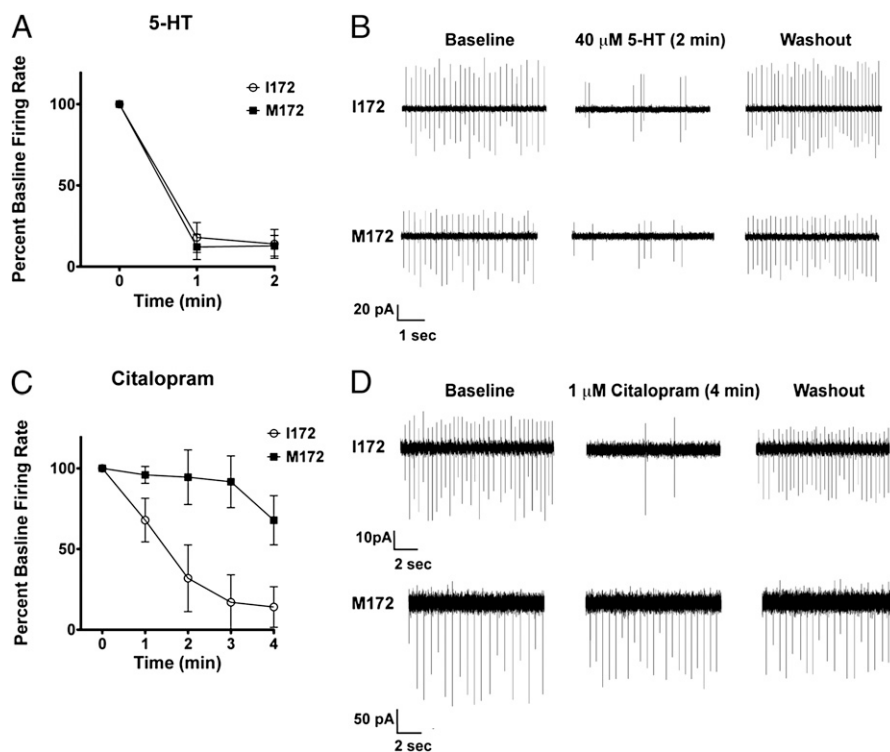 A
5-HT
Percent Basline Firing Rate
100
50
0
0 1 2
Time (min)
I172
M172
B
Baseline 40 μM 5-HT (2 min) Washout
I172
M172
20 pA
1 sec
C
Citalopram
Percent Basline Firing Rate
100
50
0
0 1 2 3 4
Time (min)
I172
M172
D
Baseline 1 μM Citalopram (4 min) Washout
I172
10pA
2 sec
M172
50 pA
2 sec